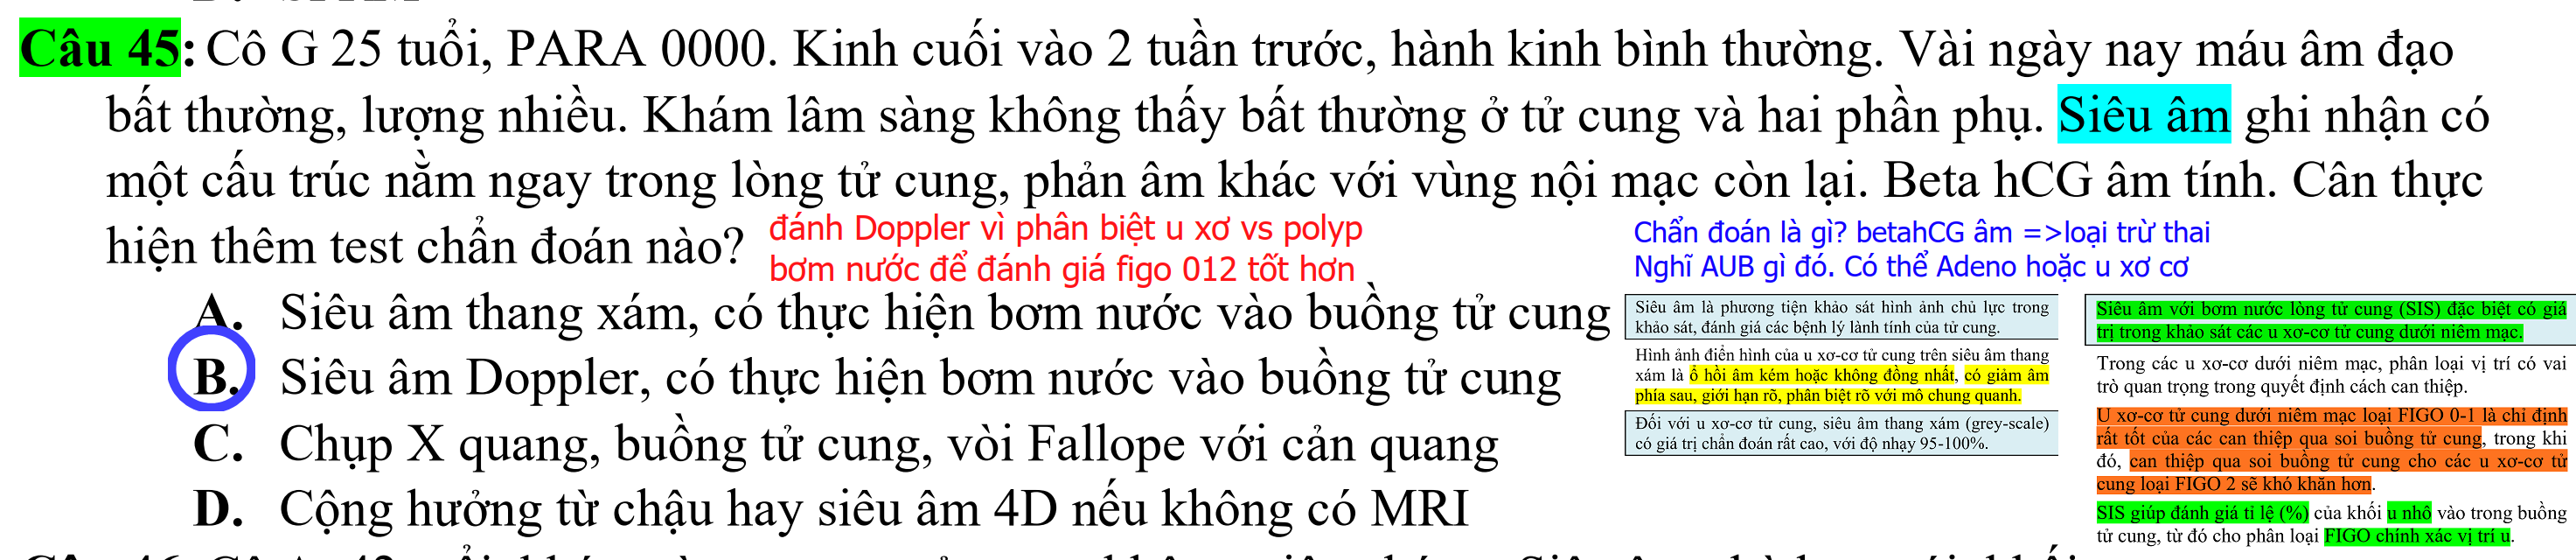 Câu 45: Cô G 25 tuổi, PARA 0000. Kinh cuối vào 2 tuần trước, hành kinh bình thường. Vài ngày nay máu âm đạo
bất thường, lượng nhiều. Khám lâm sàng không thấy bất thường ở tử cung và hai phần phụ. Siêu âm ghi nhận có
một cấu trúc nằm ngay trong lòng tử cung, phản âm khác với vùng nội mạc còn lại. Beta hCG âm tính. Cân thực
hiện thêm test chẩn đoán nào?
đánh Doppler vì phân biệt u xơ vs polyp
bơm nước để đánh giá figo 012 tốt hơn
Chẩn đoán là gì? betahCG âm =>loại trừ thai
Nghĩ AUB gì đó. Có thể Adeno hoặc u xơ cơ
A. Siêu âm thang xám, có thực hiện bơm nước vào buồng tử cung
B. Siêu âm Doppler, có thực hiện bơm nước vào buồng tử cung
C. Chụp X quang, buồng tử cung, vòi Fallope với cản quang
D. Cộng hưởng từ chậu hay siêu âm 4D nếu không có MRI
Siêu âm là phương tiện khảo sát hình ảnh chủ lực trong
khảo sát, đánh giá các bệnh lý lành tính của tử cung.
Hình ảnh điển hình của u xơ-cơ tử cung trên siêu âm thang
xám là ổ hồi âm kém hoặc không đồng nhất, có giảm âm
phía sau, giới hạn rõ, phân biệt rõ với mô chung quanh.
Đối với u xơ-cơ tử cung, siêu âm thang xám (grey-scale)
có giá trị chẩn đoán rất cao, với độ nhạy 95-100%.
Siêu âm với bơm nước lòng tử cung (SIS) đặc biệt có giá
trị trong khảo sát các u xơ-cơ tử cung dưới niêm mạc.
Trong các u xơ-cơ dưới niêm mạc, phân loại vị trí có vai
trò quan trọng trong quyết định cách can thiệp.
U xơ-cơ tử cung dưới niêm mạc loại FIGO 0-1 là chỉ định
rất tốt của các can thiệp qua soi buồng tử cung, trong khi
đó, can thiệp qua soi buồng tử cung cho các u xơ-cơ tử
cung loại FIGO 2 sẽ khó khăn hơn.
SIS giúp đánh giá tỉ lệ (%) của khối u nhô vào trong buồng
tử cung, từ đó cho phân loại FIGO chính xác vị trí u.